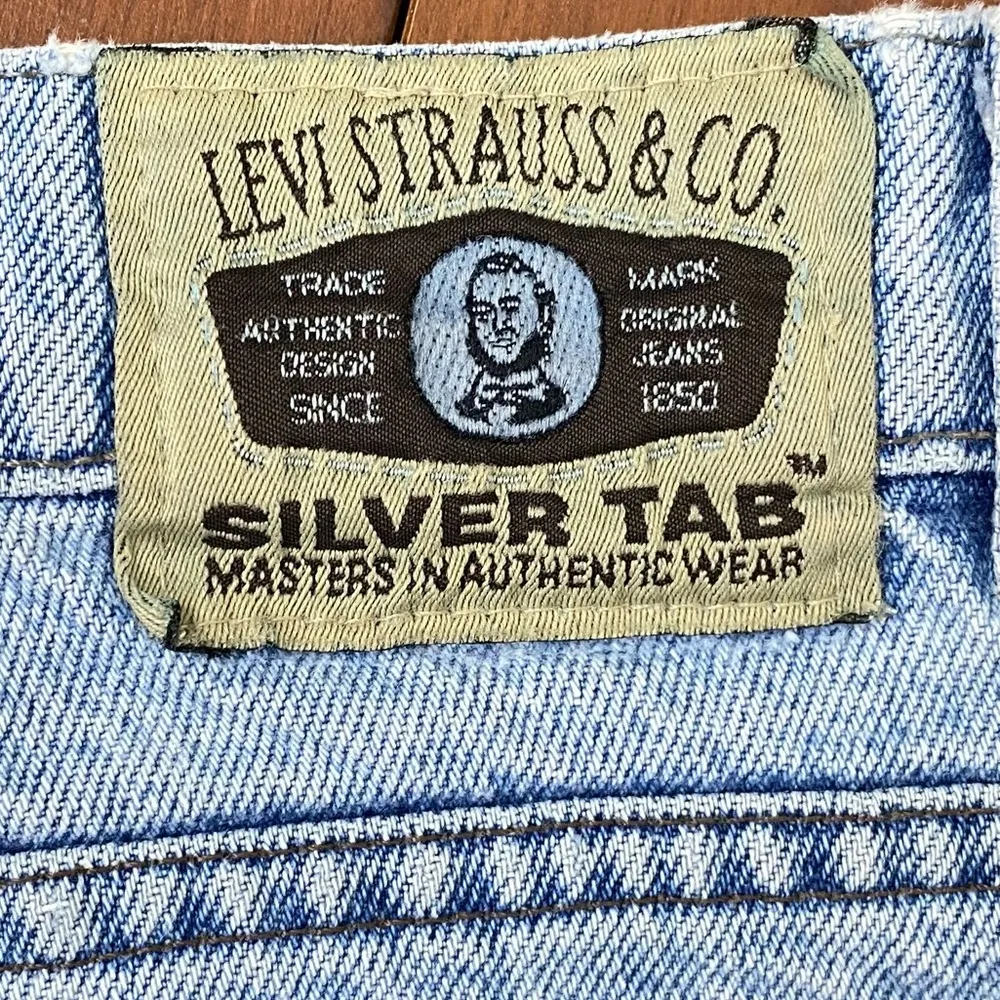 LEVI STRAUSS & CO.
TRADE MARK
AUTHENTIC ORIGINAL
DESIGN JEANS
SINCE 1850
SILVER TAB™
MASTERS IN AUTHENTIC WEAR